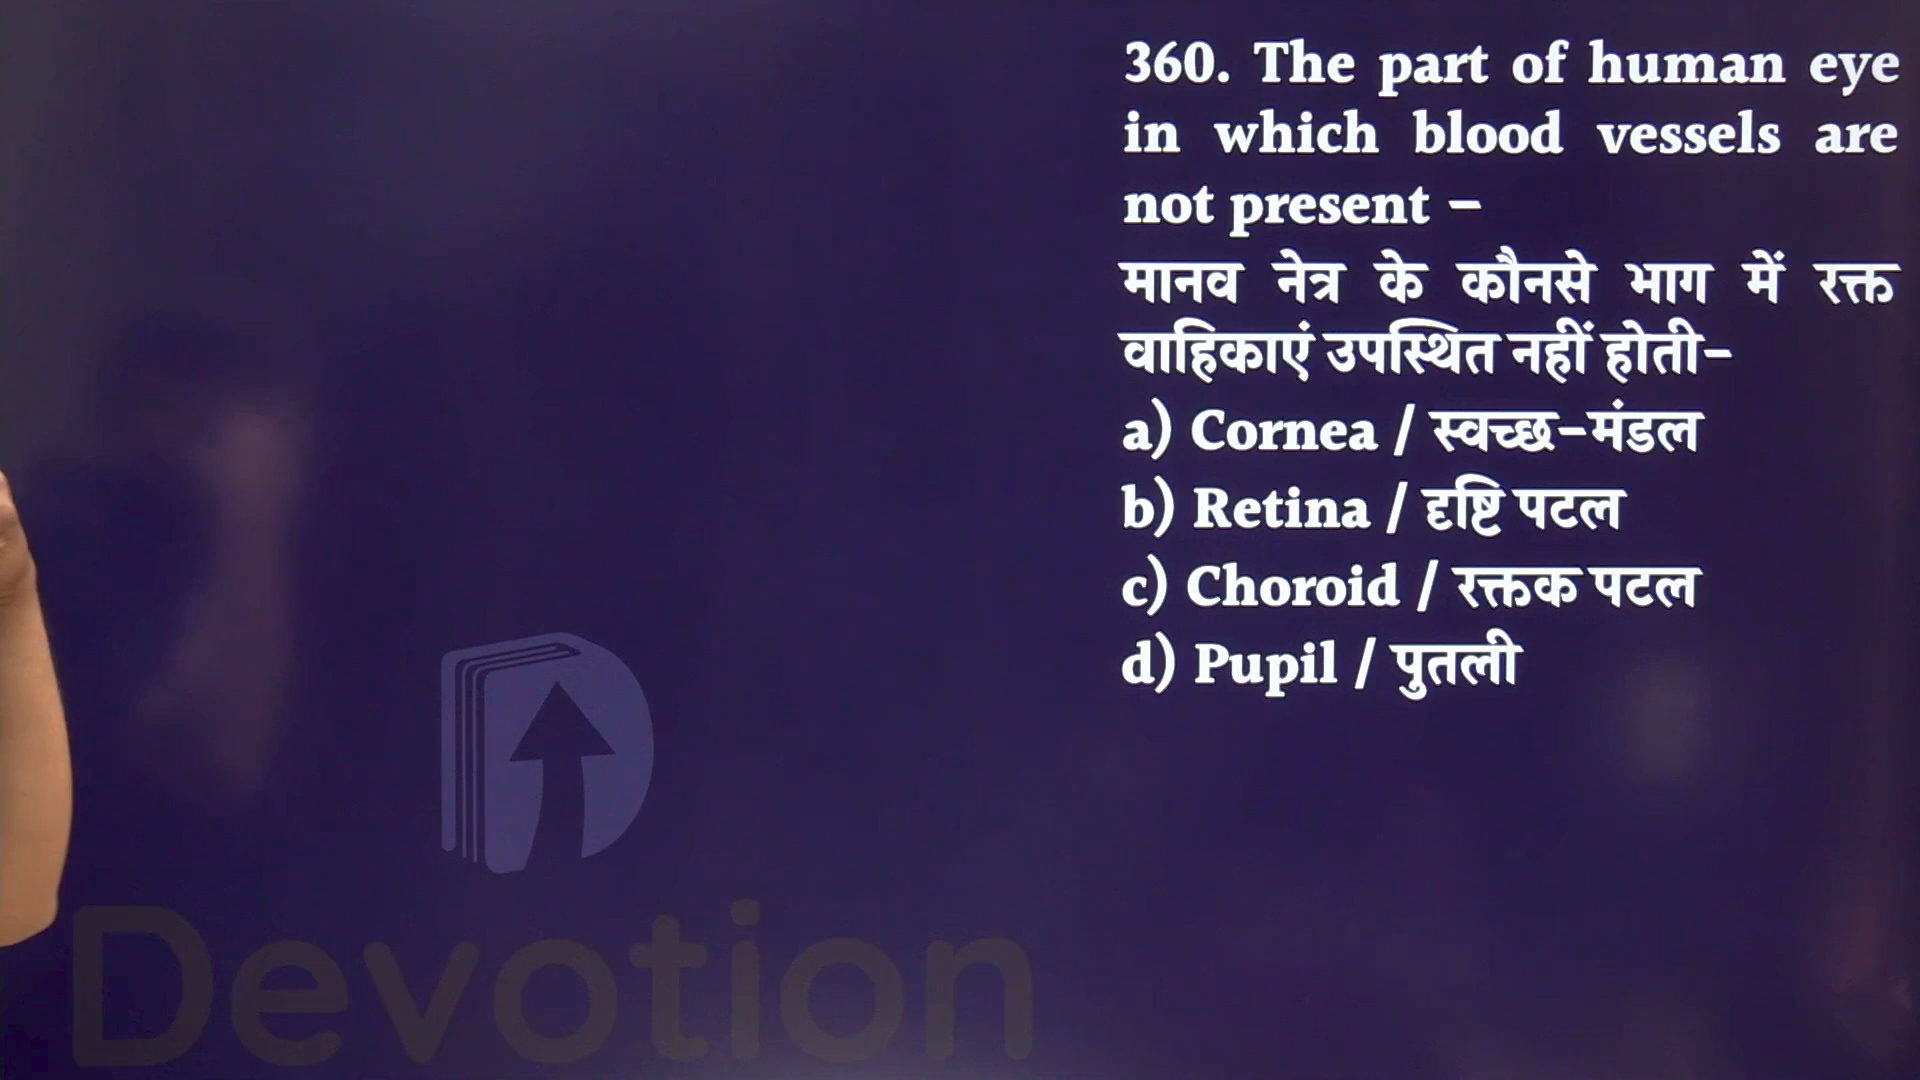 360. The part of human eye
in which blood vessels are
not present –
मानव नेत्र के कौनसे भाग में रक्त
वाहिकाएं उपस्थित नहीं होती-
a) Cornea / स्वच्छ-मंडल
b) Retina / दृष्टि पटल
c) Choroid / रक्तक पटल
d) Pupil / पुतली
Devotion